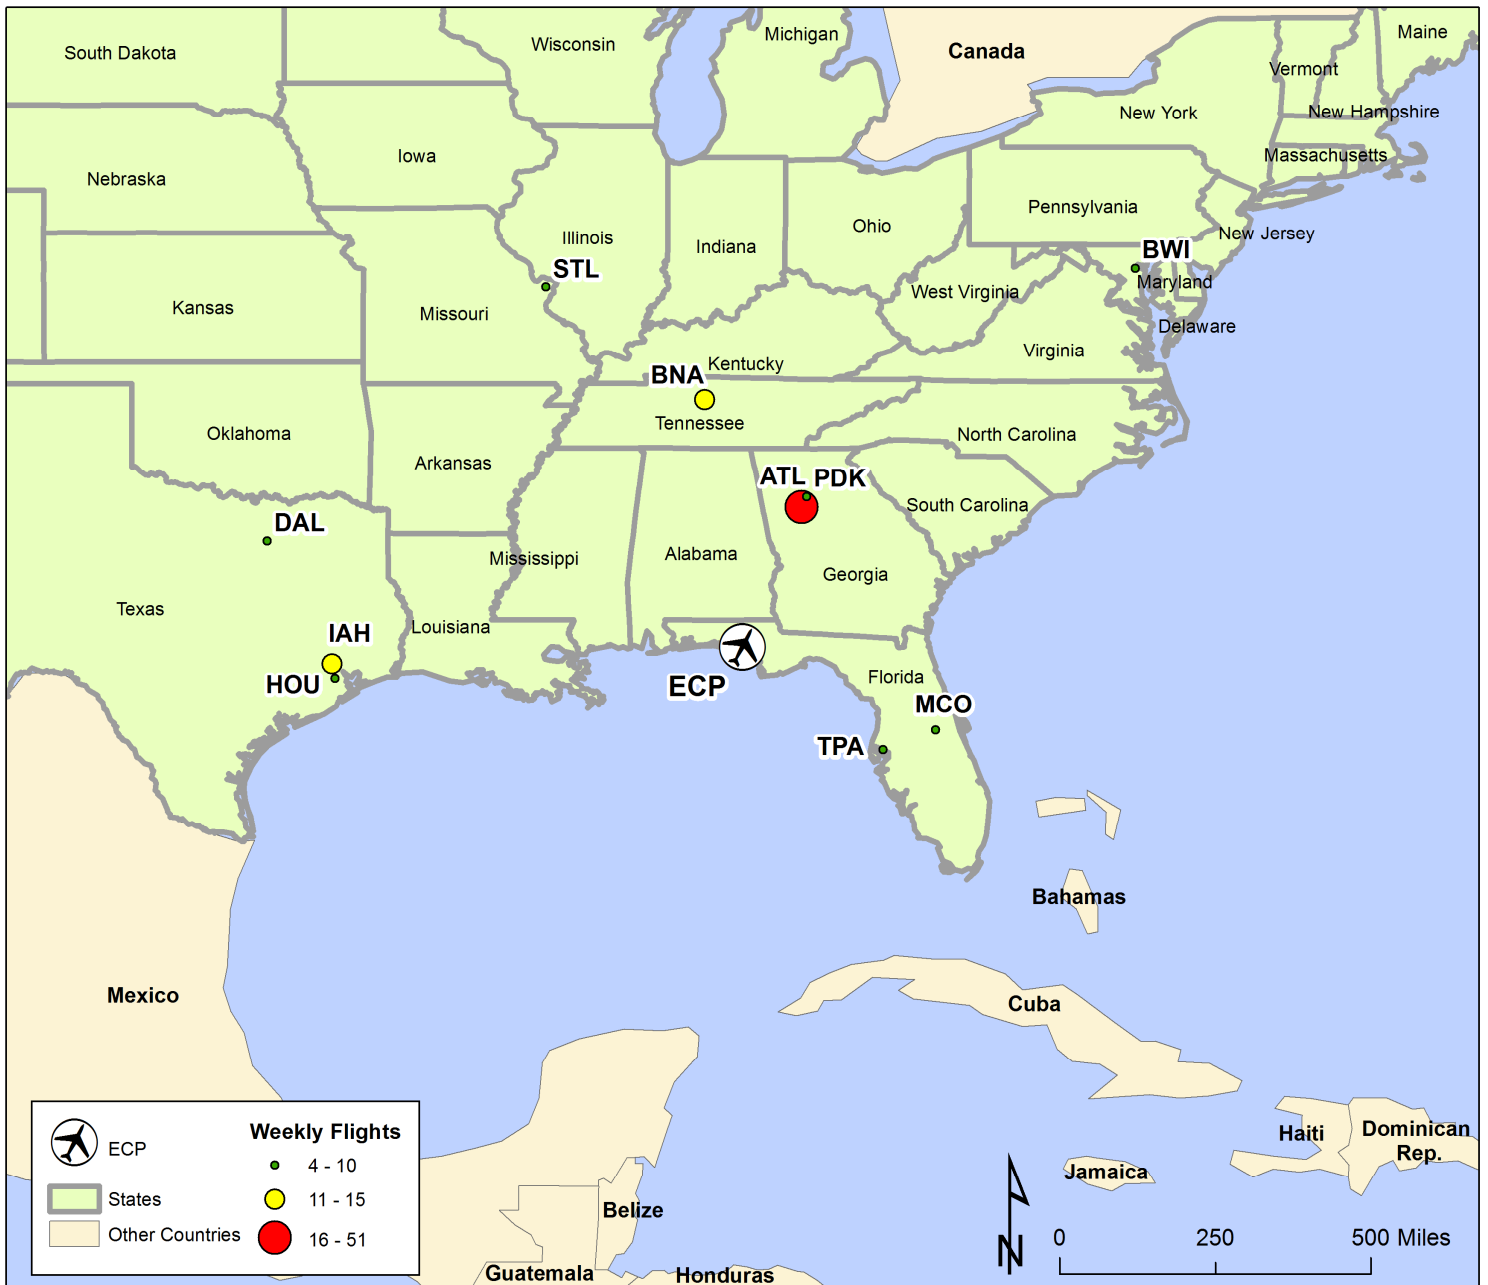 South Dakota
Wisconsin
Michigan
Canada
Maine
Vermont
New York
New Hampshire
Iowa
Massachusetts
Nebraska
Pennsylvania
Ohio
New Jersey
Illinois
Indiana
BWI
STL
Maryland
West Virginia
Kansas
Missouri
Delaware
Virginia
Kentucky
BNA
Tennessee
Oklahoma
North Carolina
Arkansas
ATL PDK
South Carolina
DAL
Mississippi
Alabama
Georgia
Texas
Louisiana
IAH
HOU
ECP
Florida
MCO
TPA
Bahamas
Mexico
Cuba
Haiti
Dominican
Rep.
Jamaica
Belize
Guatemala
Honduras
ECP
States
Other Countries
Weekly Flights
4 - 10
11 - 15
16 - 51
N
0 250 500 Miles